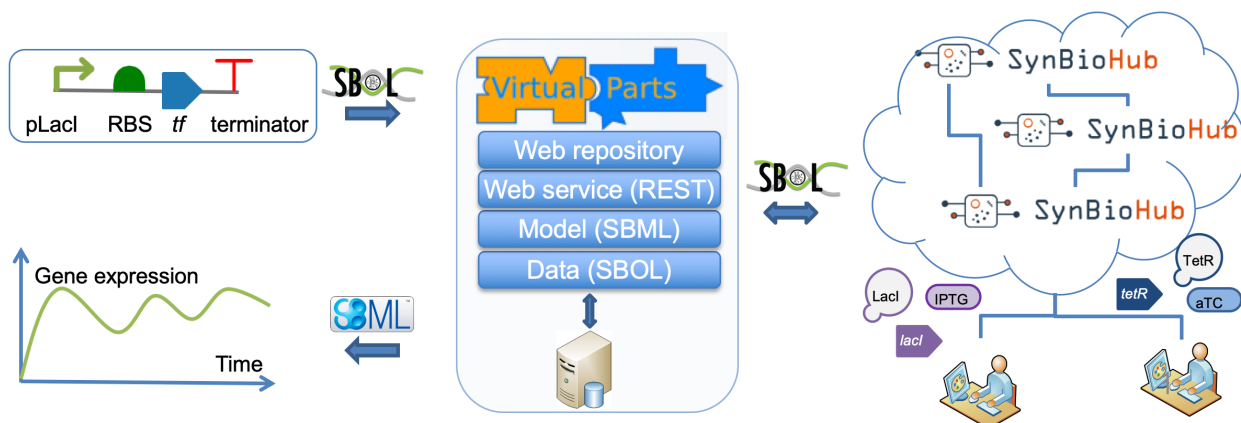 pLacI
RBS
tf
terminator
SBOL
Virtual Parts
Web repository
Web service (REST)
Model (SBML)
Data (SBOL)
SBOL
SynBioHub
SynBioHub
SynBioHub
LacI
IPTG
lacI
TetR
tetR
aTC
Gene expression
Time
SBML